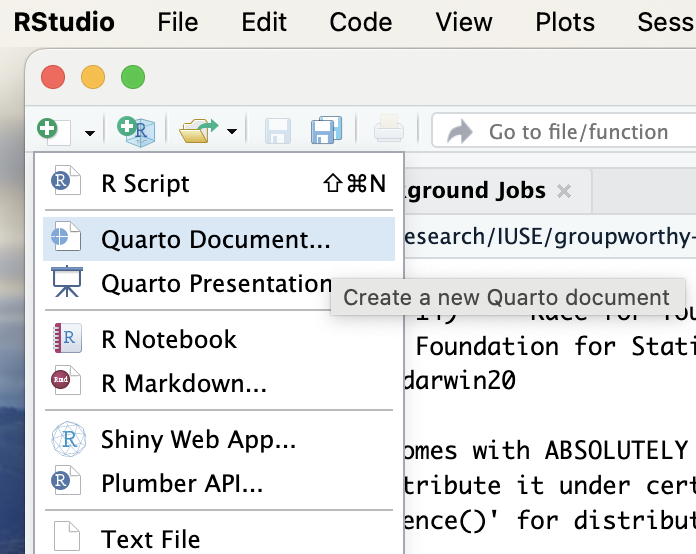 RStudio File Edit Code View Plots Sess
Go to file/function
R Script ⇧⌘N
ground Jobs
Quarto Document...
esearch/IUSE/groupworthy-
Quarto Presentation
Create a new Quarto document
R Notebook
Foundation for Stati
R Markdown...
darwin20
Shiny Web App...
omes with ABSOLUTELY
Plumber API...
tribute it under cert
Text File
ence()' for distribut